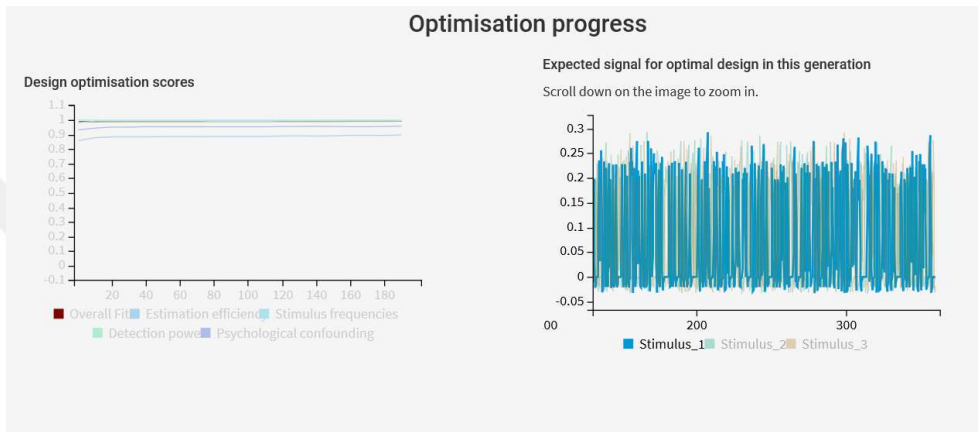 Optimisation progress
Design optimisation scores
1.1
1
0.9
0.8
0.7
0.6
0.5
0.4
0.3
0.2
0.1
0
-0.1
20 40 60 80 100 120 140 160 180
Overall Fit Estimation efficiency Stimulus frequencies
Detection power Psychological confounding
Expected signal for optimal design in this generation
Scroll down on the image to zoom in.
0.3
0.25
0.2
0.15
0.1
0.05
0
-0.05
00 200 300
Stimulus_1 Stimulus_2 Stimulus_3